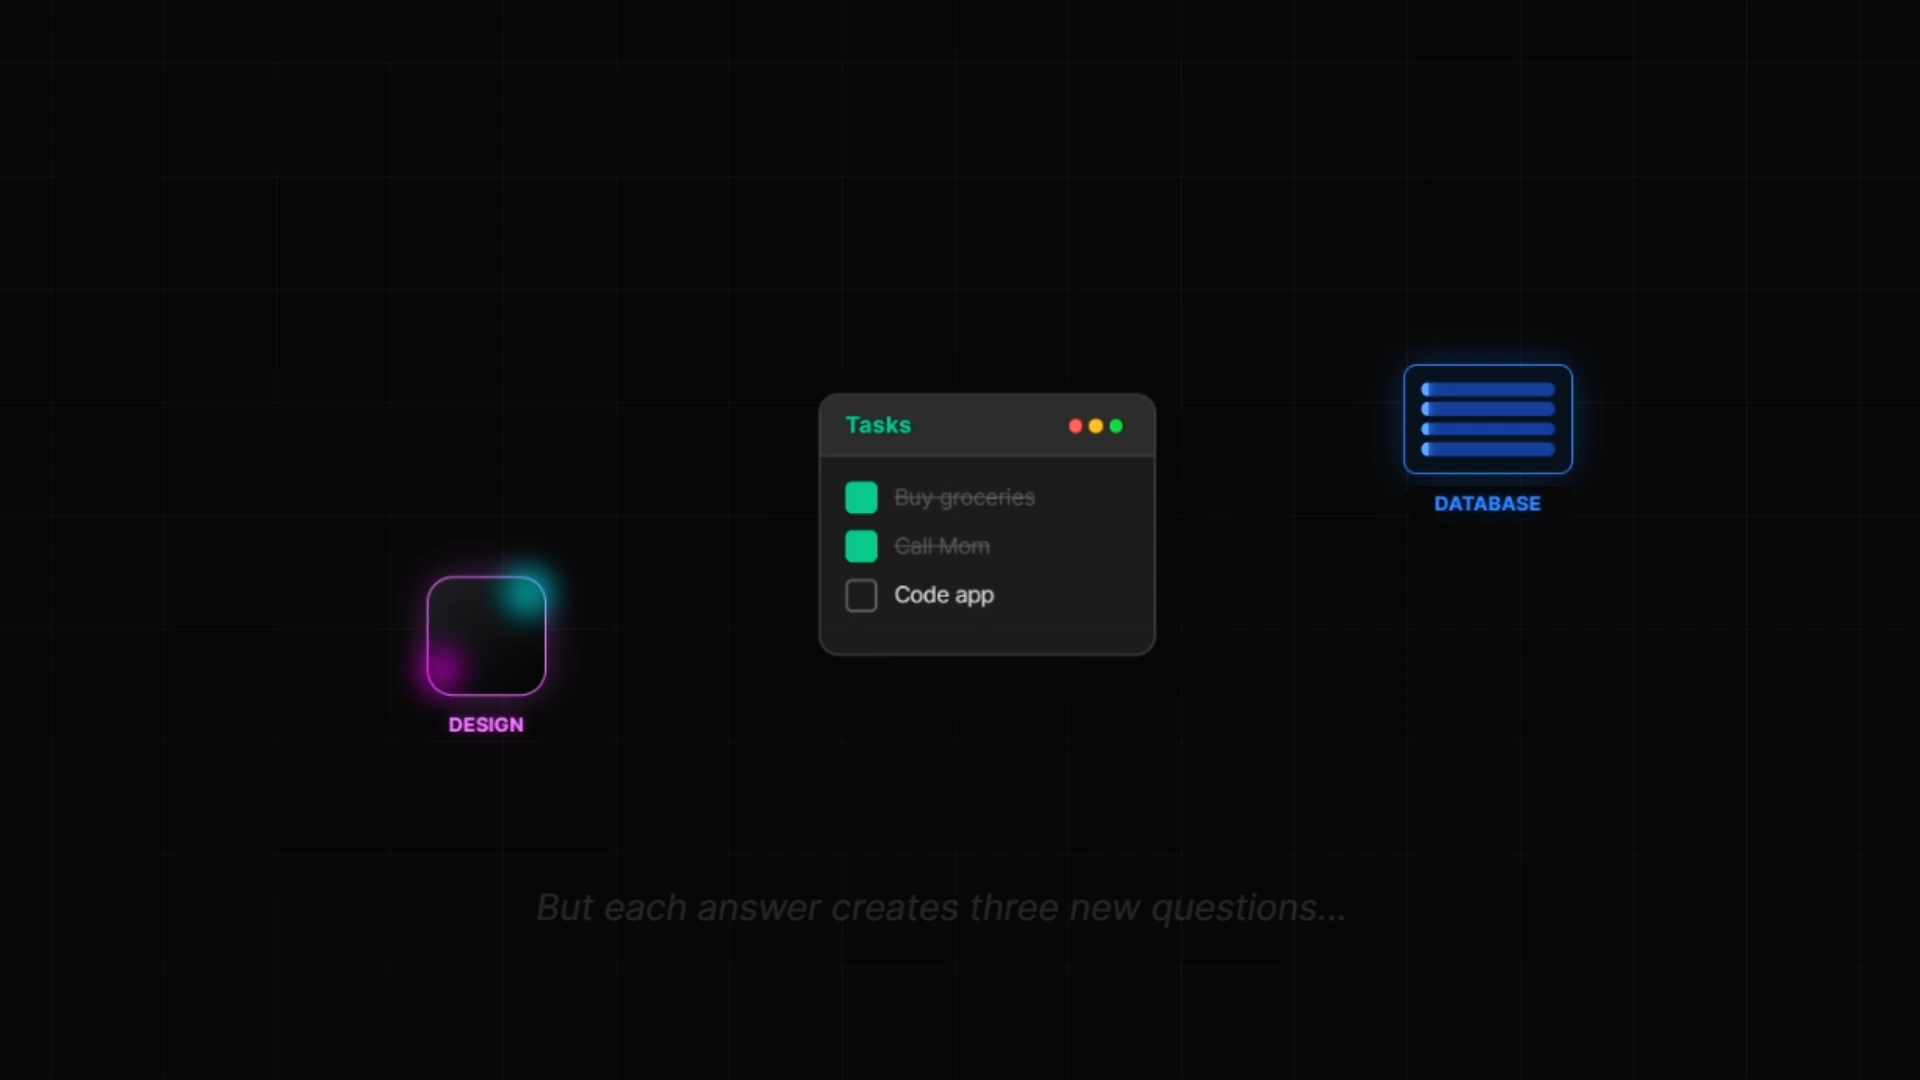 Tasks
Buy groceries
Call Mom
Code app
DATABASE
DESIGN
But each answer creates three new questions...